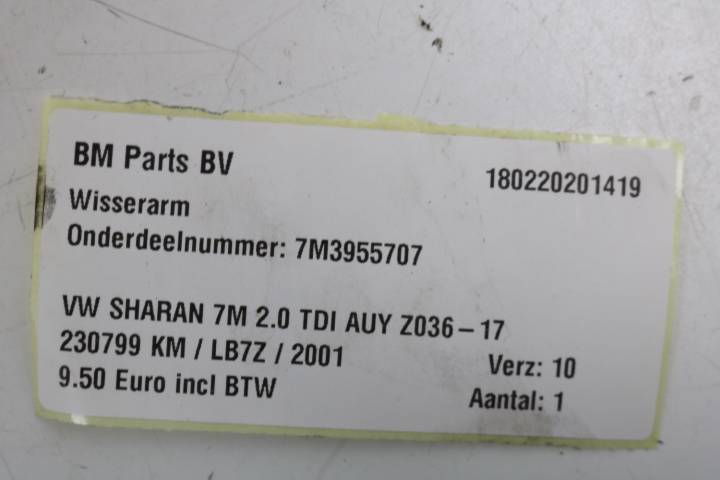 BM Parts BV 180220201419
Wisserarm
Onderdeelnummer: 7M3955707
VW SHARAN 7M 2.0 TDI AUY Z036-17
230799 KM / LB7Z / 2001 Verz: 10
9.50 Euro incl BTW Aantal: 1